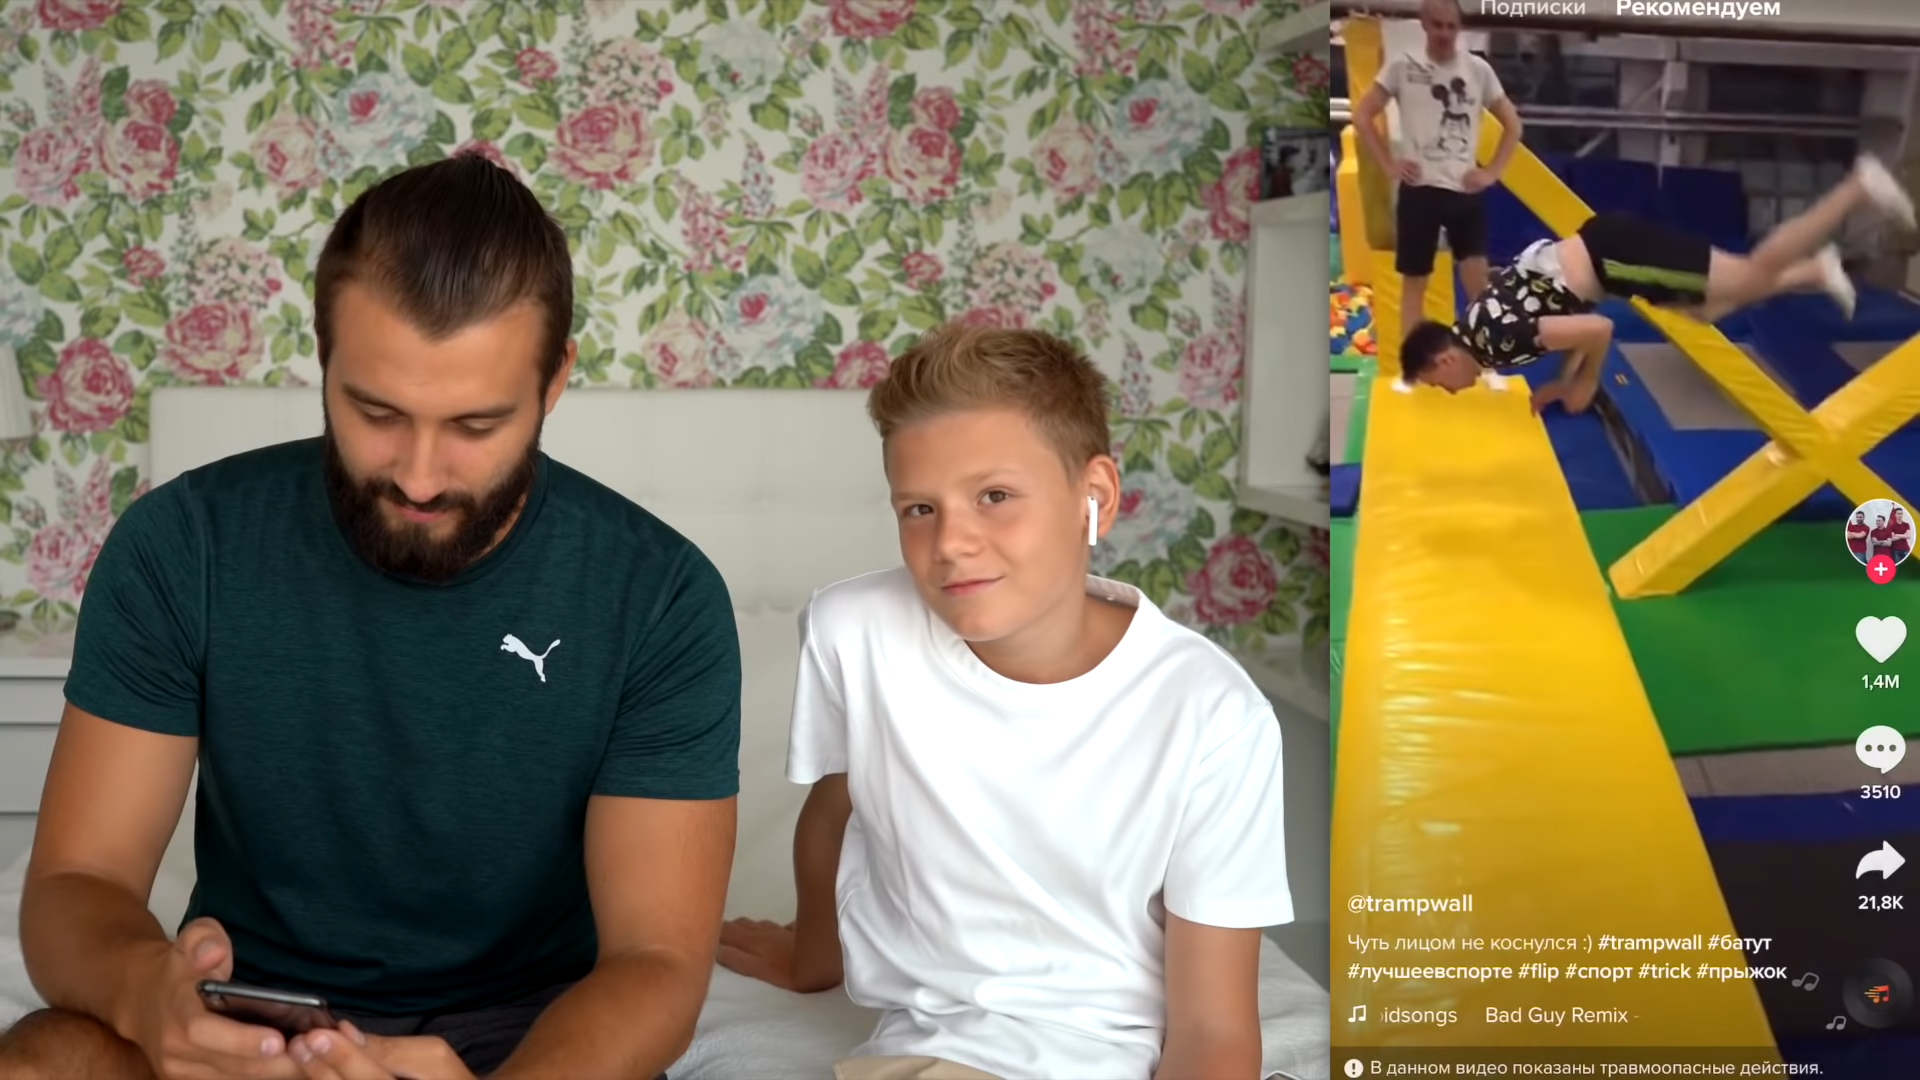 Подписки
Рекомендуем
1,4M
3510
21,8K
@trampwall
Чуть лицом не коснулся :) #trampwall #батут
#лучшеевспорте #flip #спорт #trick #прыжок
idsongs Bad Guy Remix -
В данном видео показаны травмоопасные действия.